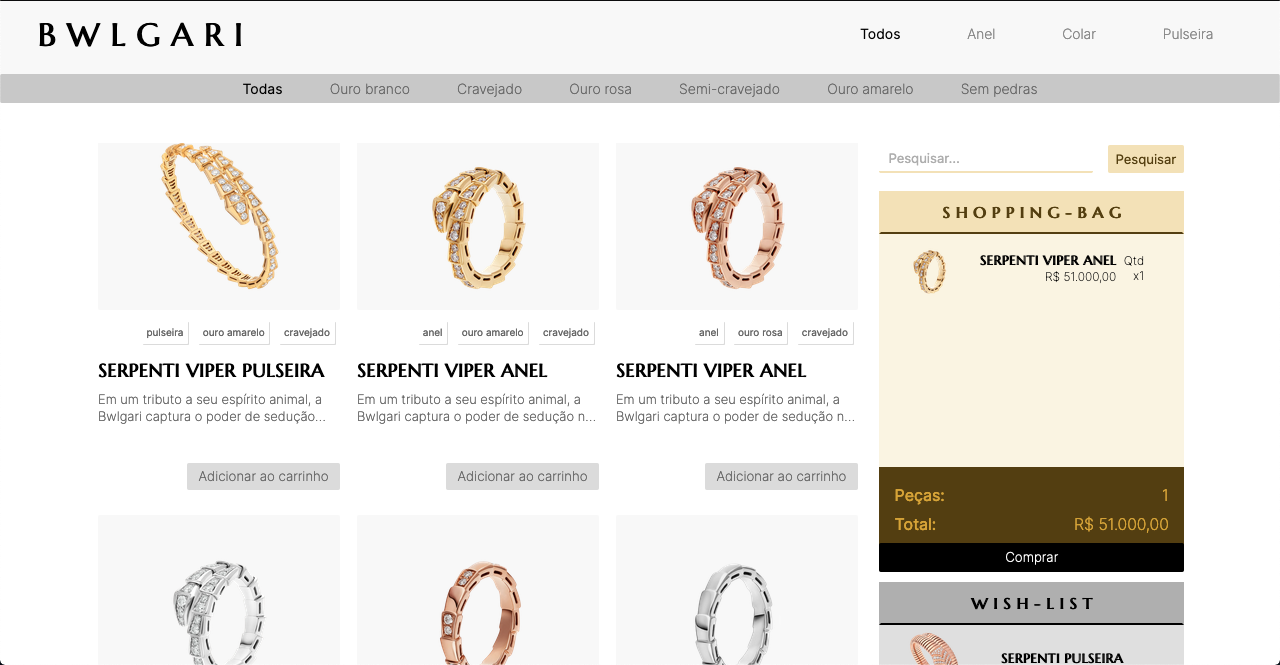 BWLGARI
Todos Anel Colar Pulseira
Todas Ouro branco Cravejado Ouro rosa Semi-cravejado Ouro amarelo Sem pedras
pulseira ouro amarelo cravejado
SERPENTI VIPER PULSEIRA
Em um tributo a seu espírito animal, a
Bwlgari captura o poder de sedução...
Adicionar ao carrinho
anel ouro amarelo cravejado
SERPENTI VIPER ANEL
Em um tributo a seu espírito animal, a
Bwlgari captura o poder de sedução n...
Adicionar ao carrinho
anel ouro rosa cravejado
SERPENTI VIPER ANEL
Em um tributo a seu espírito animal, a
Bwlgari captura o poder de sedução n...
Adicionar ao carrinho
Pesquisar... Pesquisar
SHOPPING-BAG
SERPENTI VIPER ANEL Qtd
R$ 51.000,00 x1
Peças: 1
Total: R$ 51.000,00
Comprar
WISH-LIST
SERPENTI PULSEIRA